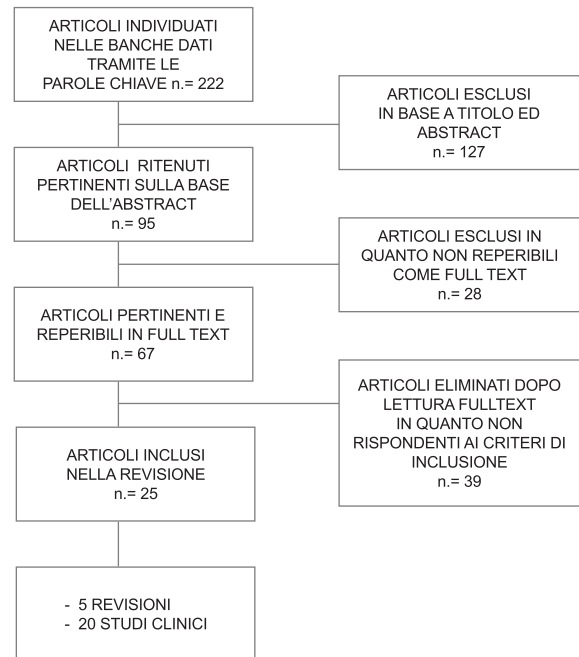 ARTICOLI INDIVIDUATI
NELLE BANCHE DATI
TRAMITE LE
PAROLE CHIAVE n.= 222
ARTICOLI ESCLUSI
IN BASE A TITOLO ED
ABSTRACT
n.= 127
ARTICOLI RITENUTI
PERTINENTI SULLA BASE
DELL'ABSTRACT
n.= 95
ARTICOLI ESCLUSI IN
QUANTO NON REPERIBILI
COME FULL TEXT
n.= 28
ARTICOLI PERTINENTI E
REPERIBILI IN FULL TEXT
n.= 67
ARTICOLI ELIMINATI DOPO
LETTURA FULLTEXT
IN QUANTO NON
RISPONDENTI AI CRITERI DI
INCLUSIONE
n.= 39
ARTICOLI INCLUSI
NELLA REVISIONE
n.= 25
- 5 REVISIONI
- 20 STUDI CLINICI